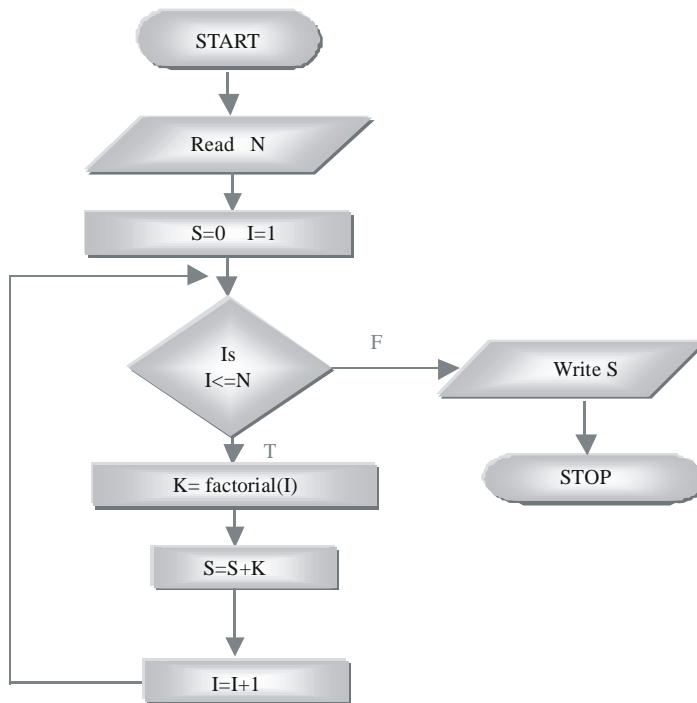 START
Read N
S=0 I=1
Is
I<=N
F
Write S
T
STOP
K= factorial(I)
S=S+K
I=I+1